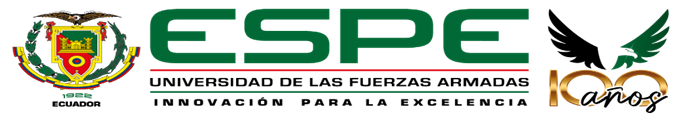 1922
ECUADOR
ESPE
UNIVERSIDAD DE LAS FUERZAS ARMADAS
INNOVACIÓN PARA LA EXCELENCIA
100
años